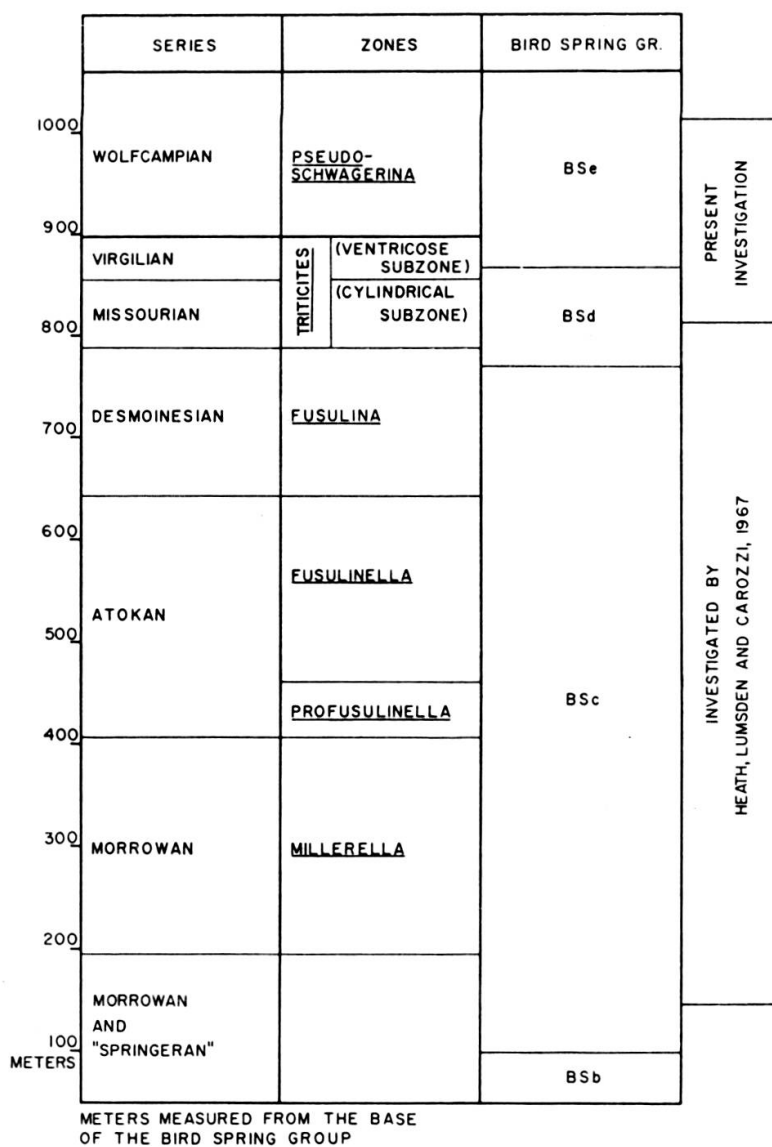 SERIES ZONES BIRD SPRING GR.
1000
WOLFCAMPIAN
PSEUDO-
SCHWAGERINA
BSe
PRESENT
INVESTIGATION
900
VIRGILIAN
TRITICITES
(VENTRICOSE
SUBZONE)
MISSOURIAN
(CYLINDRICAL
SUBZONE)
BSd
800
DESMOINESIAN
FUSULINA
700
600
FUSULINELLA
ATOKAN
500
BSc
INVESTIGATED BY
HEATH, LUMSDEN AND CAROZZI, 1967
PROFUSULINELLA
400
300
MORROWAN
MILLERELLA
200
MORROWAN
AND
"SPRINGERAN"
100
METERS
BSb
METERS MEASURED FROM THE BASE
OF THE BIRD SPRING GROUP